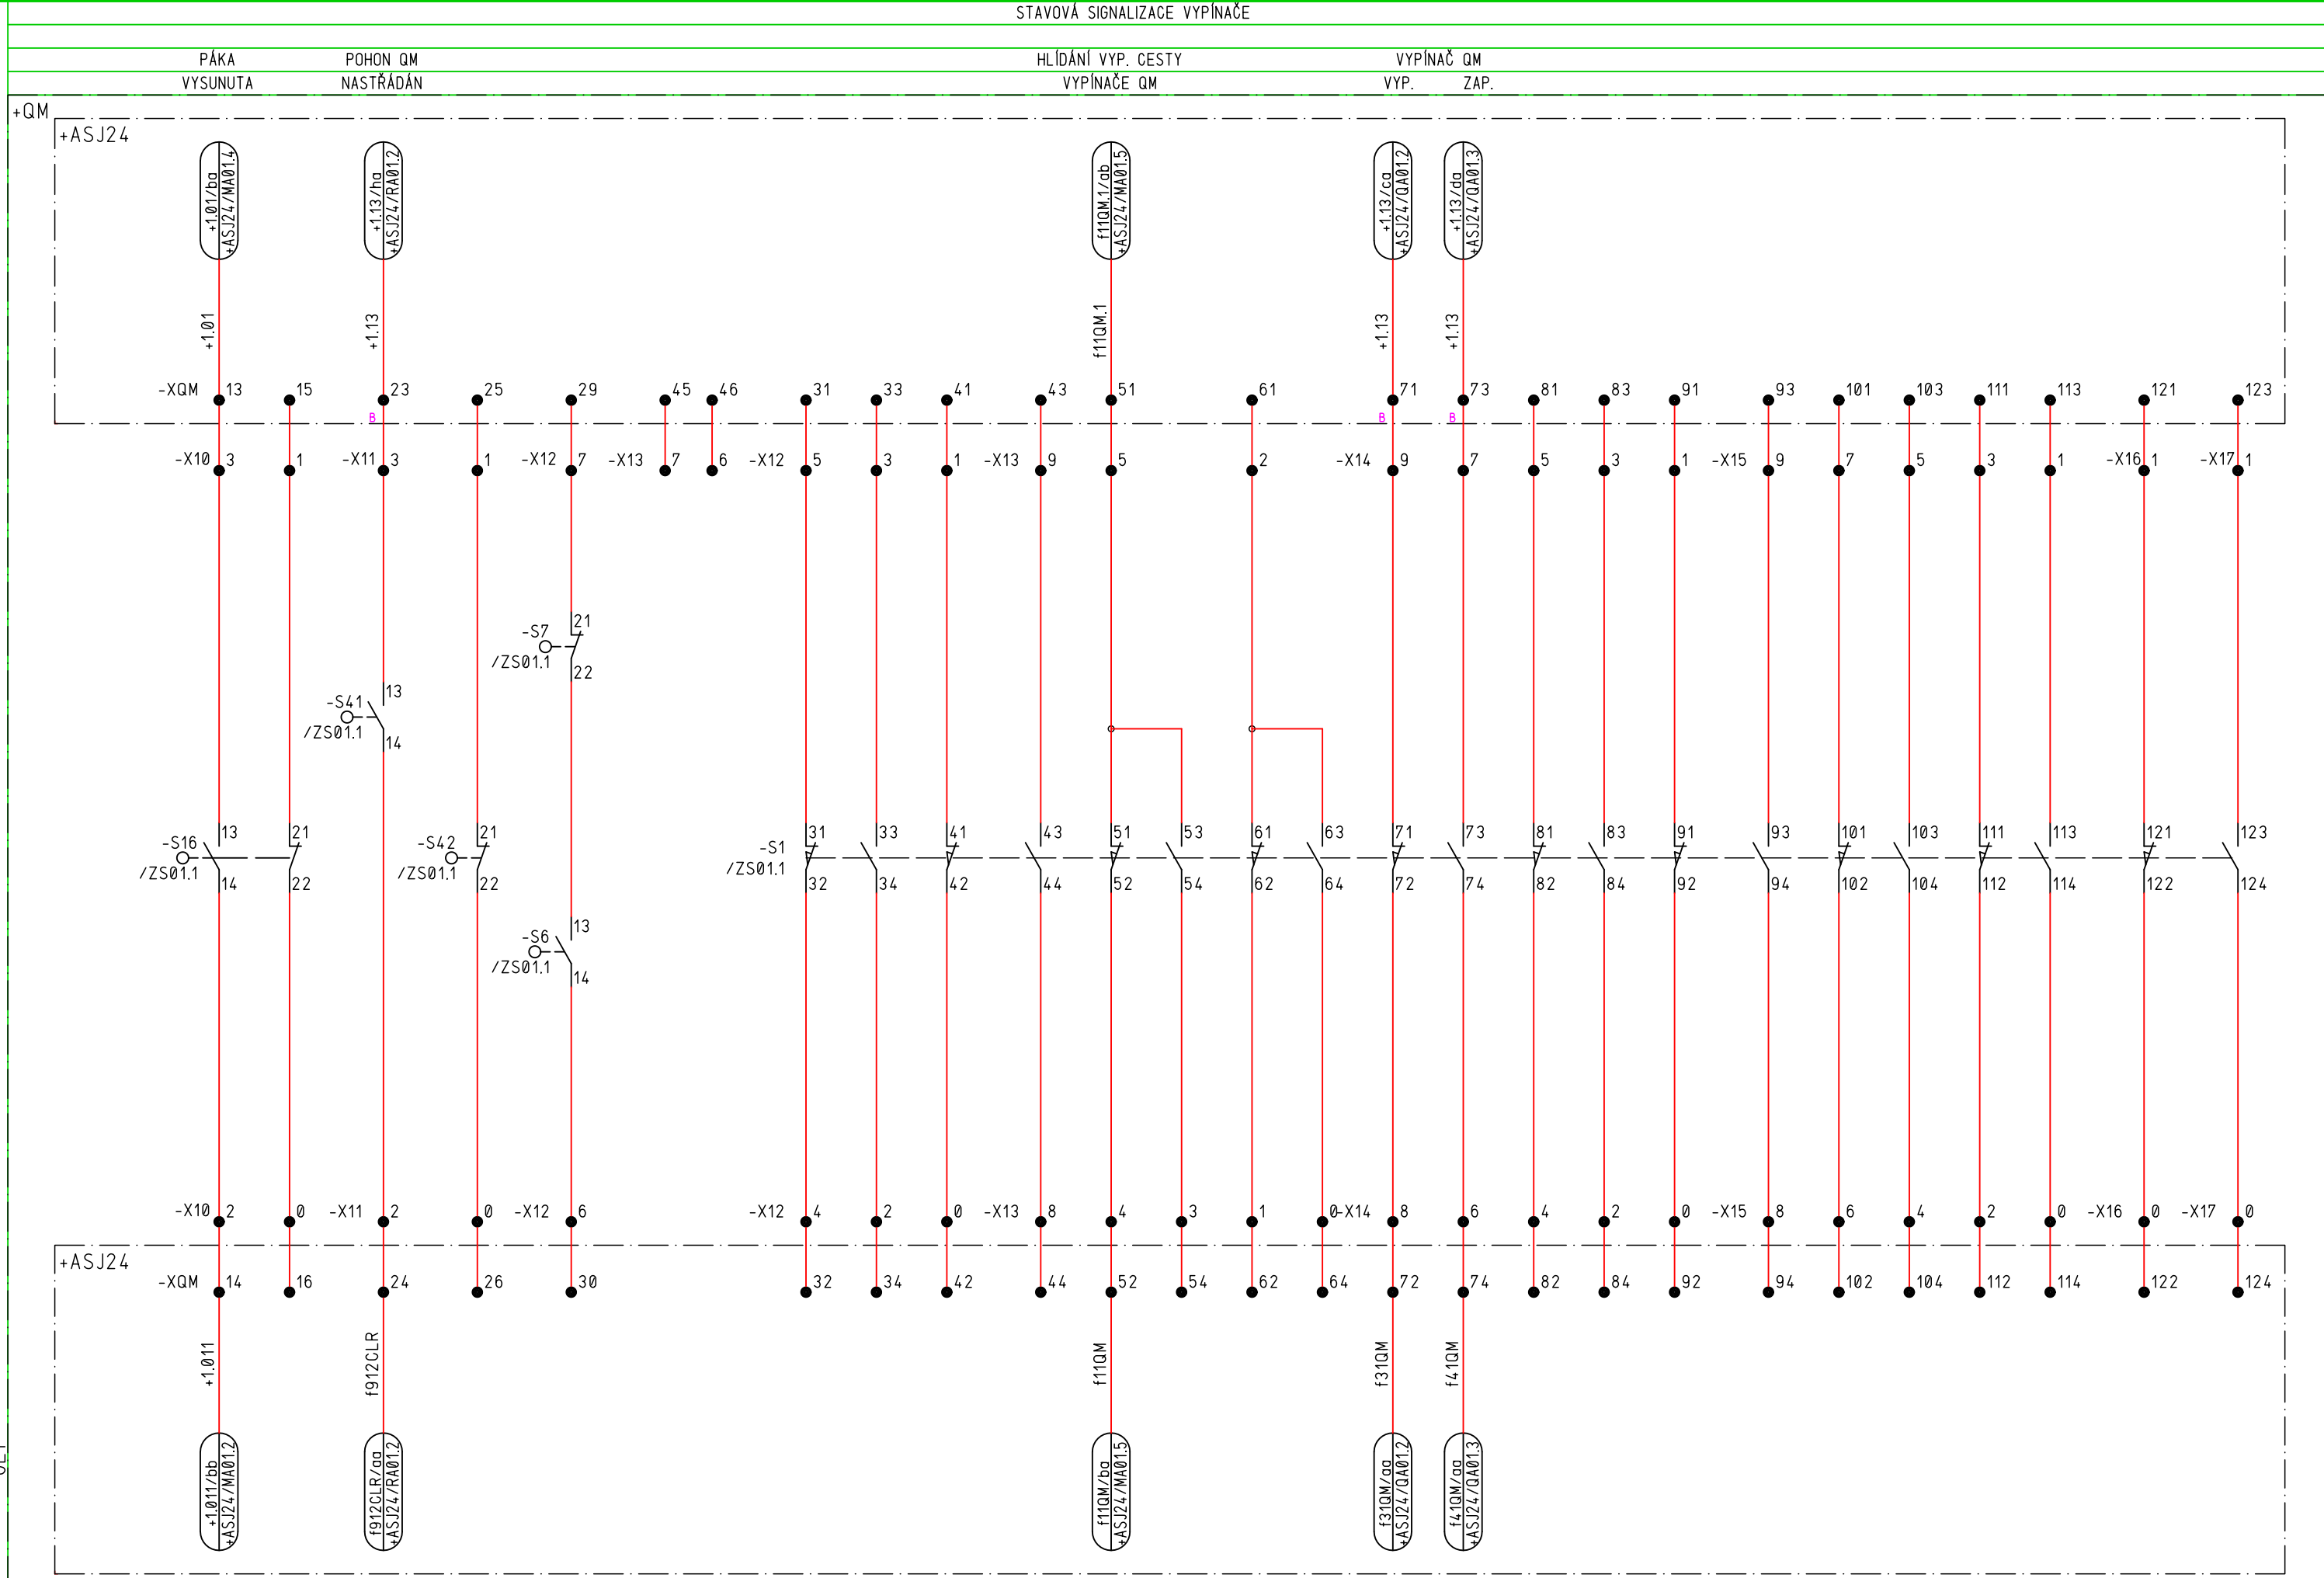 STAVOVÁ SIGNALIZACE VYPÍNAČE
PÁKA POHON QM HLÍDÁNÍ VYP. CESTY VYPÍNAČ QM
VYSUNUTA NASTŘÁDÁN VYPÍNAČE QM VYP. ZAP.
+QM
+ASJ24
+1.01/ba
+ASJ24/MA01.4
+1.13/ha
+ASJ24/RA01.2
f11QM.1/ab
+ASJ24/MA01.5
+1.13/ca
+ASJ24/QA01.2
+1.13/da
+ASJ24/QA01.3
+1.01 +1.13 f11QM.1 +1.13 +1.13
-XQM 13 15 23 25 29 45 46 31 33 41 43 51 61 71 73 81 83 91 93 101 103 111 113 121 123
B B B
-X10 3 1 -X11 3 1 -X12 7 -X13 7 6 -X12 5 3 1 -X13 9 5 2 -X14 9 7 5 3 1 -X15 9 7 5 3 1 -X16 1 -X17 1
21
-S7
/ZS01.1
22
13
-S41
/ZS01.1
14
13 21 21 31 33 41 43 51 53 61 63 71 73 81 83 91 93 101 103 111 113 121 123
-S16 -S42 -S1
/ZS01.1 /ZS01.1 /ZS01.1
14 22 22 32 34 42 44 52 54 62 64 72 74 82 84 92 94 102 104 112 114 122 124
13
-S6
/ZS01.1
14
-X10 2 0 -X11 2 0 -X12 6 -X12 4 2 0 -X13 8 4 3 1 0 -X14 8 6 4 2 0 -X15 8 6 4 2 0 -X16 0 -X17 0
+ASJ24
-XQM 14 16 24 26 30 32 34 42 44 52 54 62 64 72 74 82 84 92 94 102 104 112 114 122 124
+1.011 f912CLR f11QM f31QM f41QM
+1.011/bb
+ASJ24/MA01.2
f912CLR/aa
+ASJ24/RA01.2
f11QM/ba
+ASJ24/MA01.5
f31QM/aa
+ASJ24/QA01.2
f41QM/aa
+ASJ24/QA01.3